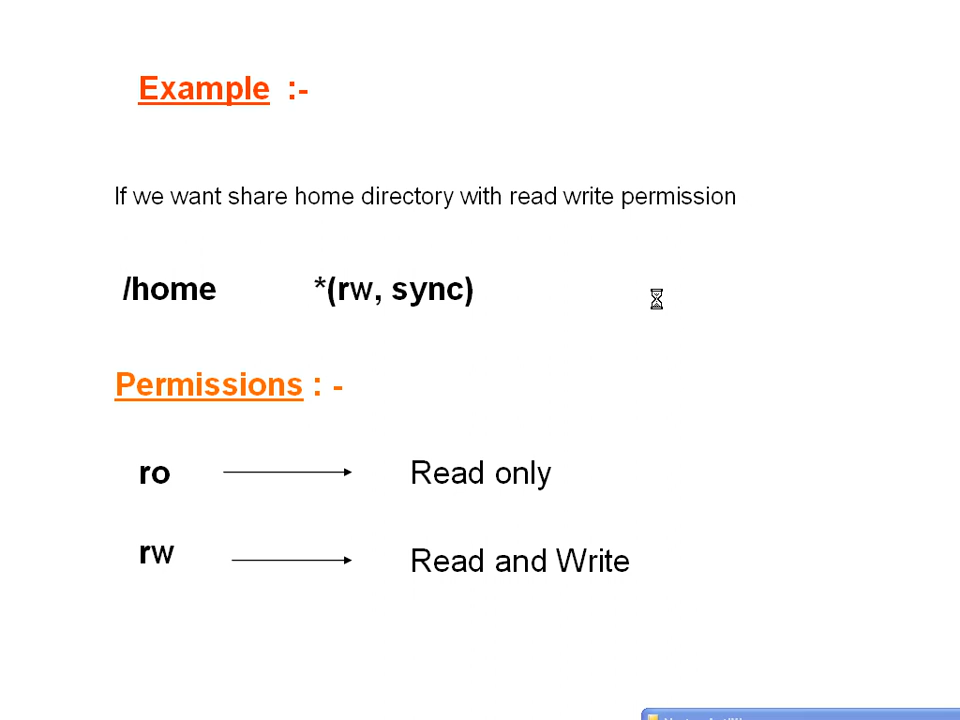 Example :-
If we want share home directory with read write permission
/home *(rw, sync)
Permissions : -
ro Read only
rw Read and Write